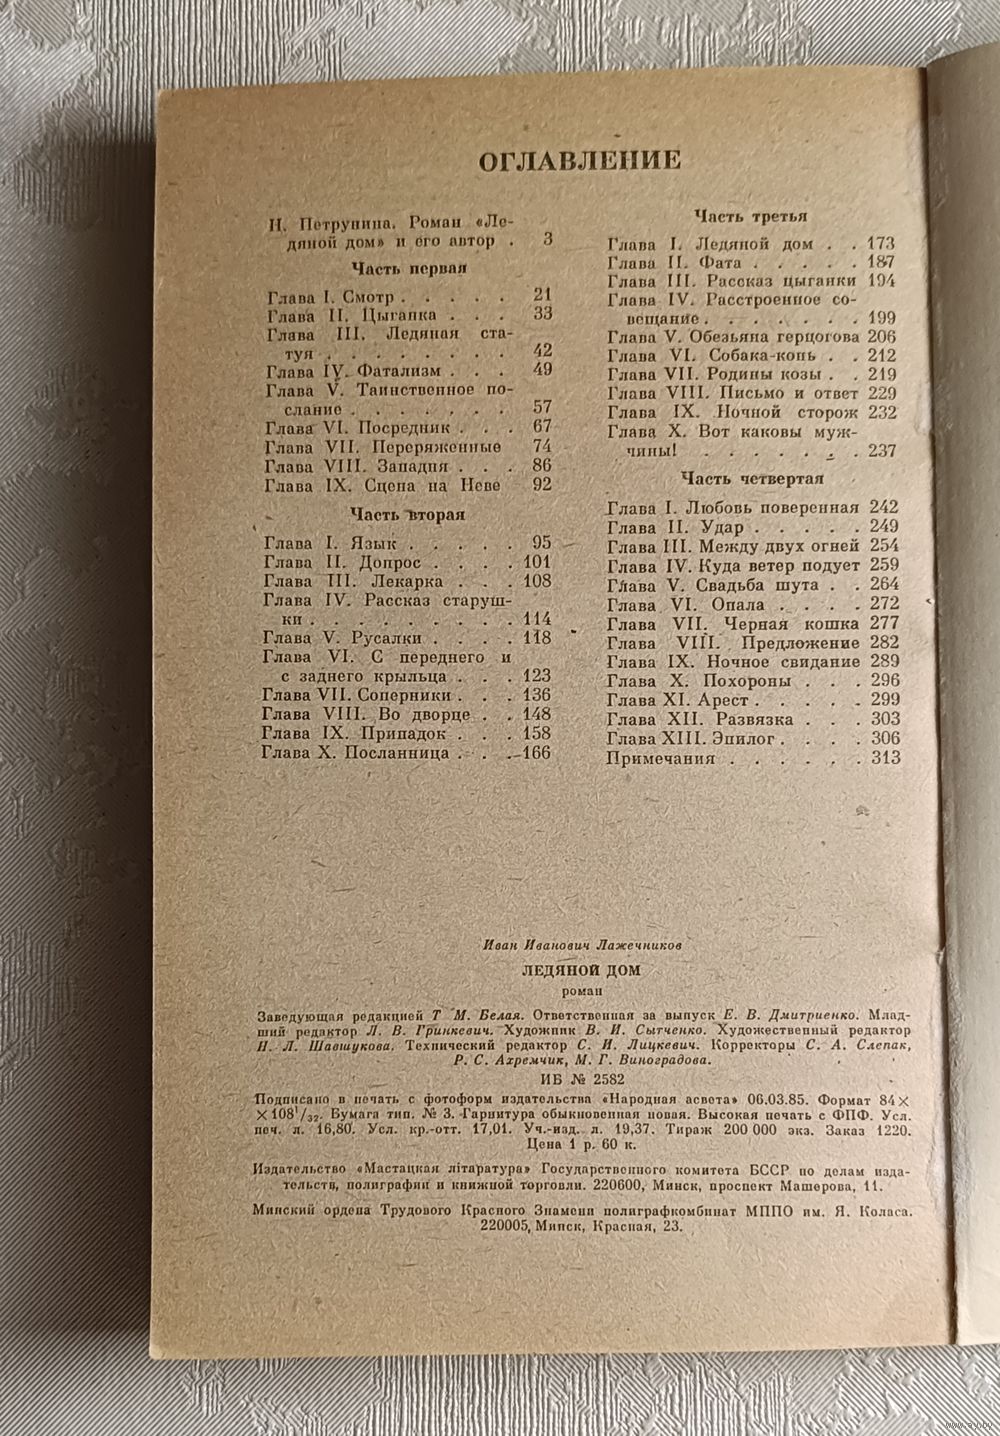 ОГЛАВЛЕНИЕ
Н. Петрунина. Роман «Ле-
дяной дом» и его автор . 3
Часть первая
Глава I. Смотр . . . . . 21
Глава II. Цыганка . . . 33
Глава III. Ледяная ста-
туя . . . . . . . . 42
Глава IV. Фатализм . . . 49
Глава V. Таинственное по-
слание . . . . . . . 57
Глава VI. Посредник . . . 67
Глава VII. Переряженные 74
Глава VIII. Западня . . . 86
Глава IX. Сцена на Неве 92
Часть вторая
Глава I. Язык . . . . . 95
Глава II. Допрос . . . . 101
Глава III. Лекарка . . . 108
Глава IV. Рассказ старуш-
ки . . . . . . . . . 114
Глава V. Русалки . . . . 118
Глава VI. С переднего и
с заднего крыльца . . . 123
Глава VII. Соперники . . . 136
Глава VIII. Во дворце . . 148
Глава IX. Припадок . . . 158
Глава X. Посланница . . . 166
Часть третья
Глава I. Ледяной дом . . 173
Глава II. Фата . . . . . 187
Глава III. Рассказ цыганки 194
Глава IV. Расстроенное со-
вещание . . . . . . . 199
Глава V. Обезьяна герцогова 206
Глава VI. Собака-конь . . 212
Глава VII. Родины козы . . 219
Глава VIII. Письмо и ответ 229
Глава IX. Ночной сторож 232
Глава X. Вот каковы муж-
чины! . . . . . . . 237
Часть четвертая
Глава I. Любовь поверенная 242
Глава II. Удар . . . . . 249
Глава III. Между двух огней 254
Глава IV. Куда ветер подует 259
Глава V. Свадьба шута . . 264
Глава VI. Опала . . . . 272
Глава VII. Черная кошка 277
Глава VIII. Предложение 282
Глава IX. Ночное свидание 289
Глава X. Похороны . . . 296
Глава XI. Арест . . . . . 299
Глава XII. Развязка . . . 303
Глава XIII. Эпилог . . . . 306
Примечания . . . . . . 313
Иван Иванович Лажечников
ЛЕДЯНОЙ ДОМ
роман
Заведующая редакцией Т. М. Белая. Ответственная за выпуск Е. В. Дмитриенко. Млад-
ший редактор Л. В. Гринкевич. Художник В. И. Сытченко. Художественный редактор
Н. Л. Шавшукова. Технический редактор С. И. Лицкевич. Корректоры С. А. Слепак,
Р. С. Ахремчик, М. Г. Виноградова.
ИБ № 2582
Подписано в печать с фотоформ издательства «Народная асвета» 06.03.85. Формат 84×
×108¹/₃₂. Бумага тип. № 3. Гарнитура обыкновенная новая. Высокая печать с ФПФ. Усл.
печ. л. 16,80. Усл. кр.-отт. 17,01. Уч.-изд. л. 19,37. Тираж 200 000 экз. Заказ 1220.
Цена 1 р. 60 к.
Издательство «Мастацкая літаратура» Государственного комитета БССР по делам изда-
тельств, полиграфии и книжной торговли. 220600, Минск, проспект Машерова, 11.
Минский ордена Трудового Красного Знамени полиграфкомбинат МППО им. Я. Коласа.
220005, Минск, Красная, 23.
www.ay.by